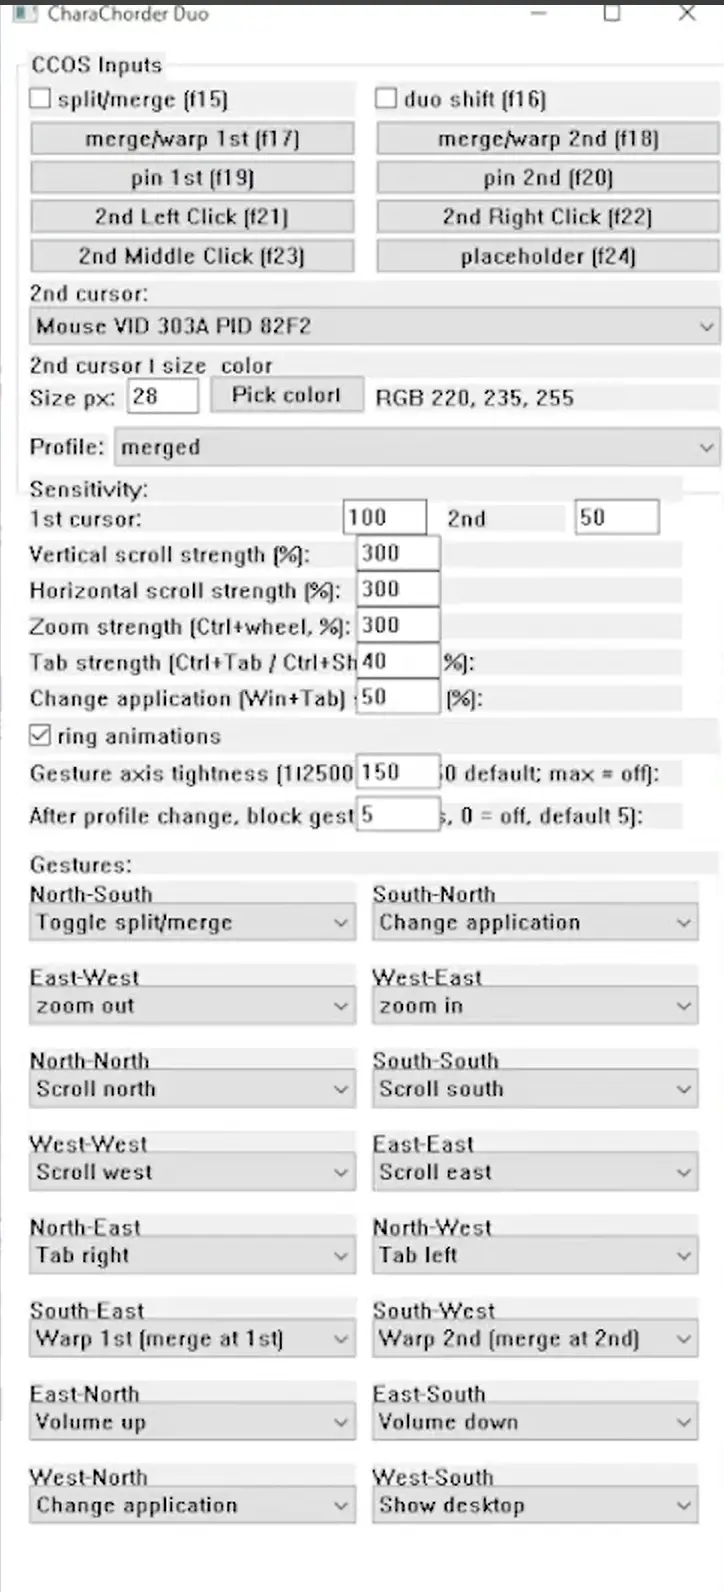 CharaChorder Duo
CCOS Inputs
split/merge (f15) duo shift (f16)
merge/warp 1st (f17) merge/warp 2nd (f18)
pin 1st (f19) pin 2nd (f20)
2nd Left Click (f21) 2nd Right Click (f22)
2nd Middle Click (f23) placeholder (f24)
2nd cursor:
Mouse VID 303A PID 82F2
2nd cursor | size color
Size px: 28 Pick color| RGB 220, 235, 255
Profile: merged
Sensitivity:
1st cursor: 100 2nd 50
Vertical scroll strength (%): 300
Horizontal scroll strength (%): 300
Zoom strength (Ctrl+wheel, %): 300
Tab strength (Ctrl+Tab / Ctrl+Sh 40 %):
Change application (Win+Tab) 50 (%):
ring animations
Gesture axis tightness (1|2500 150 0 default; max = off):
After profile change, block gest 5 s, 0 = off, default 5):
Gestures:
North-South South-North
Toggle split/merge Change application
East-West West-East
zoom out zoom in
North-North South-South
Scroll north Scroll south
West-West East-East
Scroll west Scroll east
North-East North-West
Tab right Tab left
South-East South-West
Warp 1st (merge at 1st) Warp 2nd (merge at 2nd)
East-North East-South
Volume up Volume down
West-North West-South
Change application Show desktop